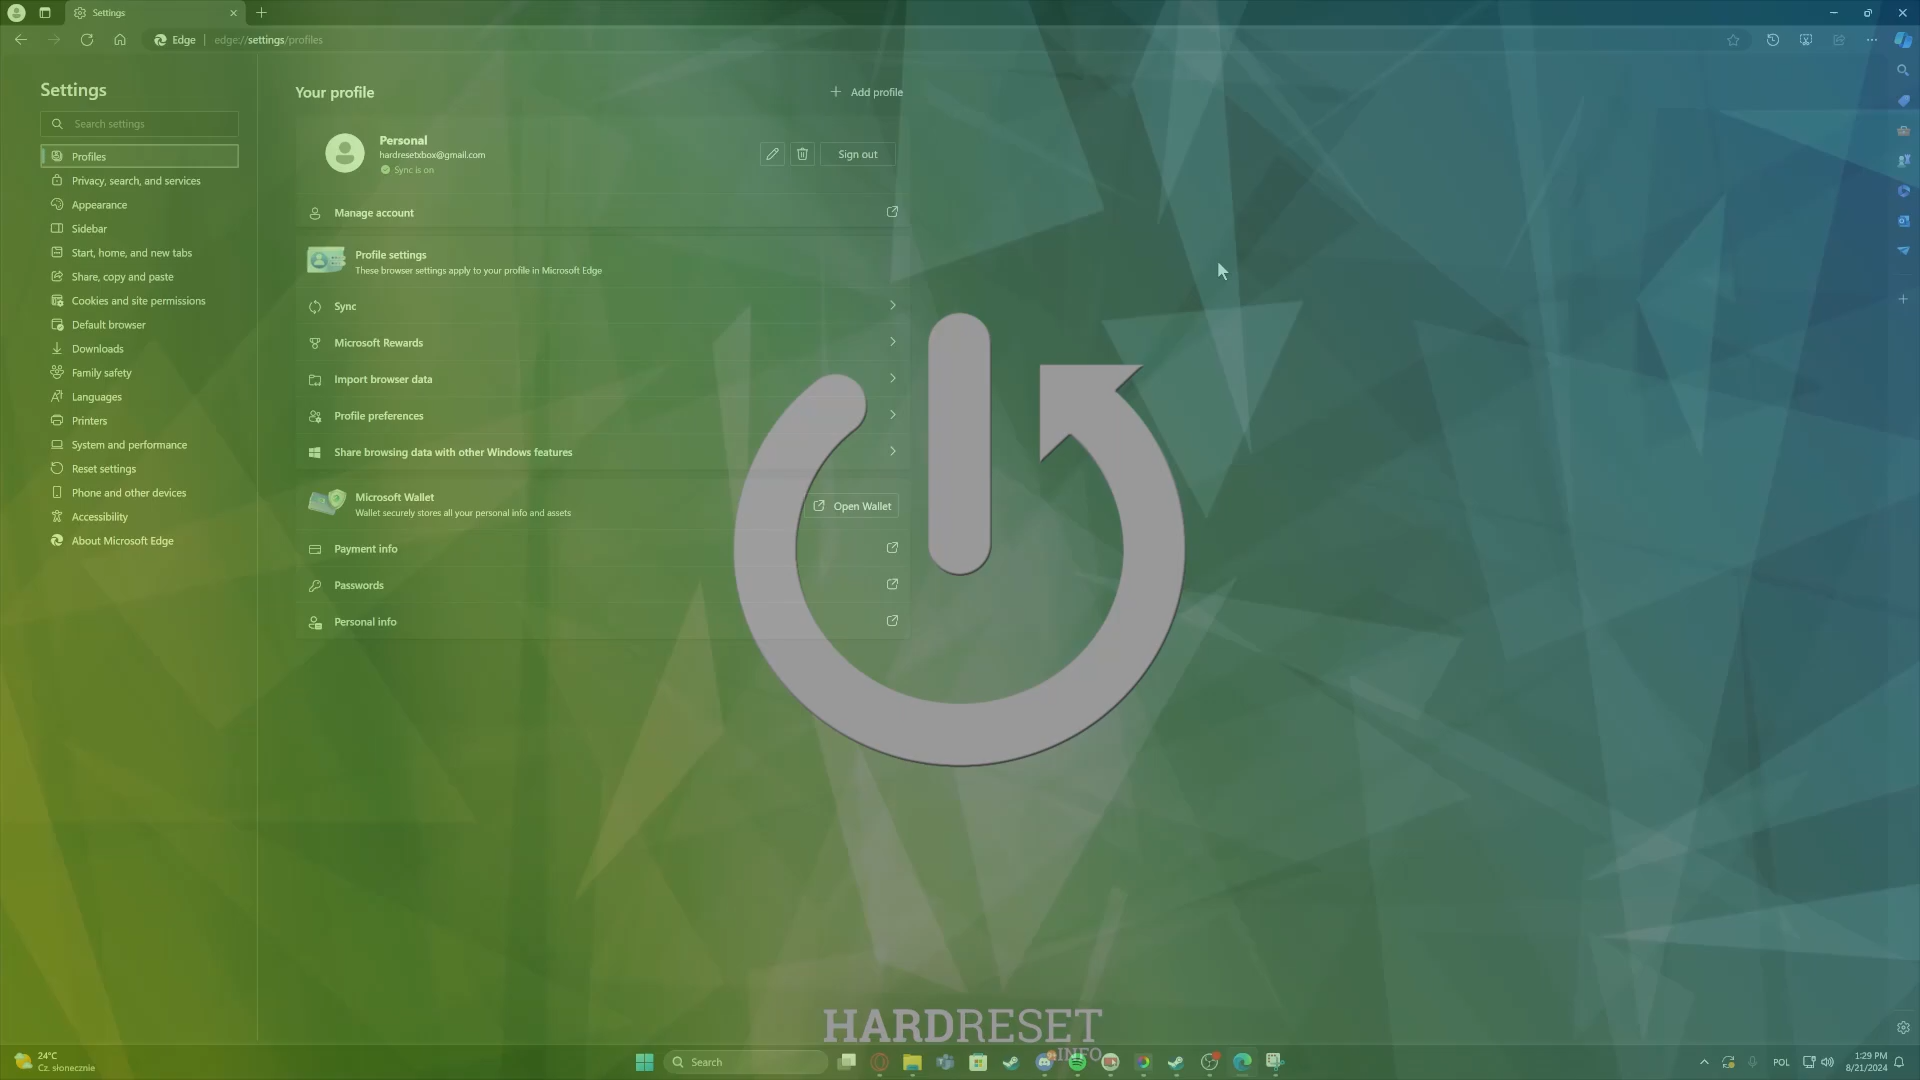 Settings
Edge
edge://settings/profiles
Settings
Search settings
Profiles
Privacy, search, and services
Appearance
Sidebar
Start, home, and new tabs
Share, copy and paste
Cookies and site permissions
Default browser
Downloads
Family safety
Languages
Printers
System and performance
Reset settings
Phone and other devices
Accessibility
About Microsoft Edge
Your profile
Add profile
Personal
hardresetxbox@gmail.com
Sync is on
Sign out
Manage account
Profile settings
These browser settings apply to your profile in Microsoft Edge
Sync
Microsoft Rewards
Import browser data
Profile preferences
Share browsing data with other Windows features
Microsoft Wallet
Wallet securely stores all your personal info and assets
Open Wallet
Payment info
Passwords
Personal info
HARDRESET
.INFO
24°C
Cz. słonecznie
Search
POL
1:29 PM
8/21/2024